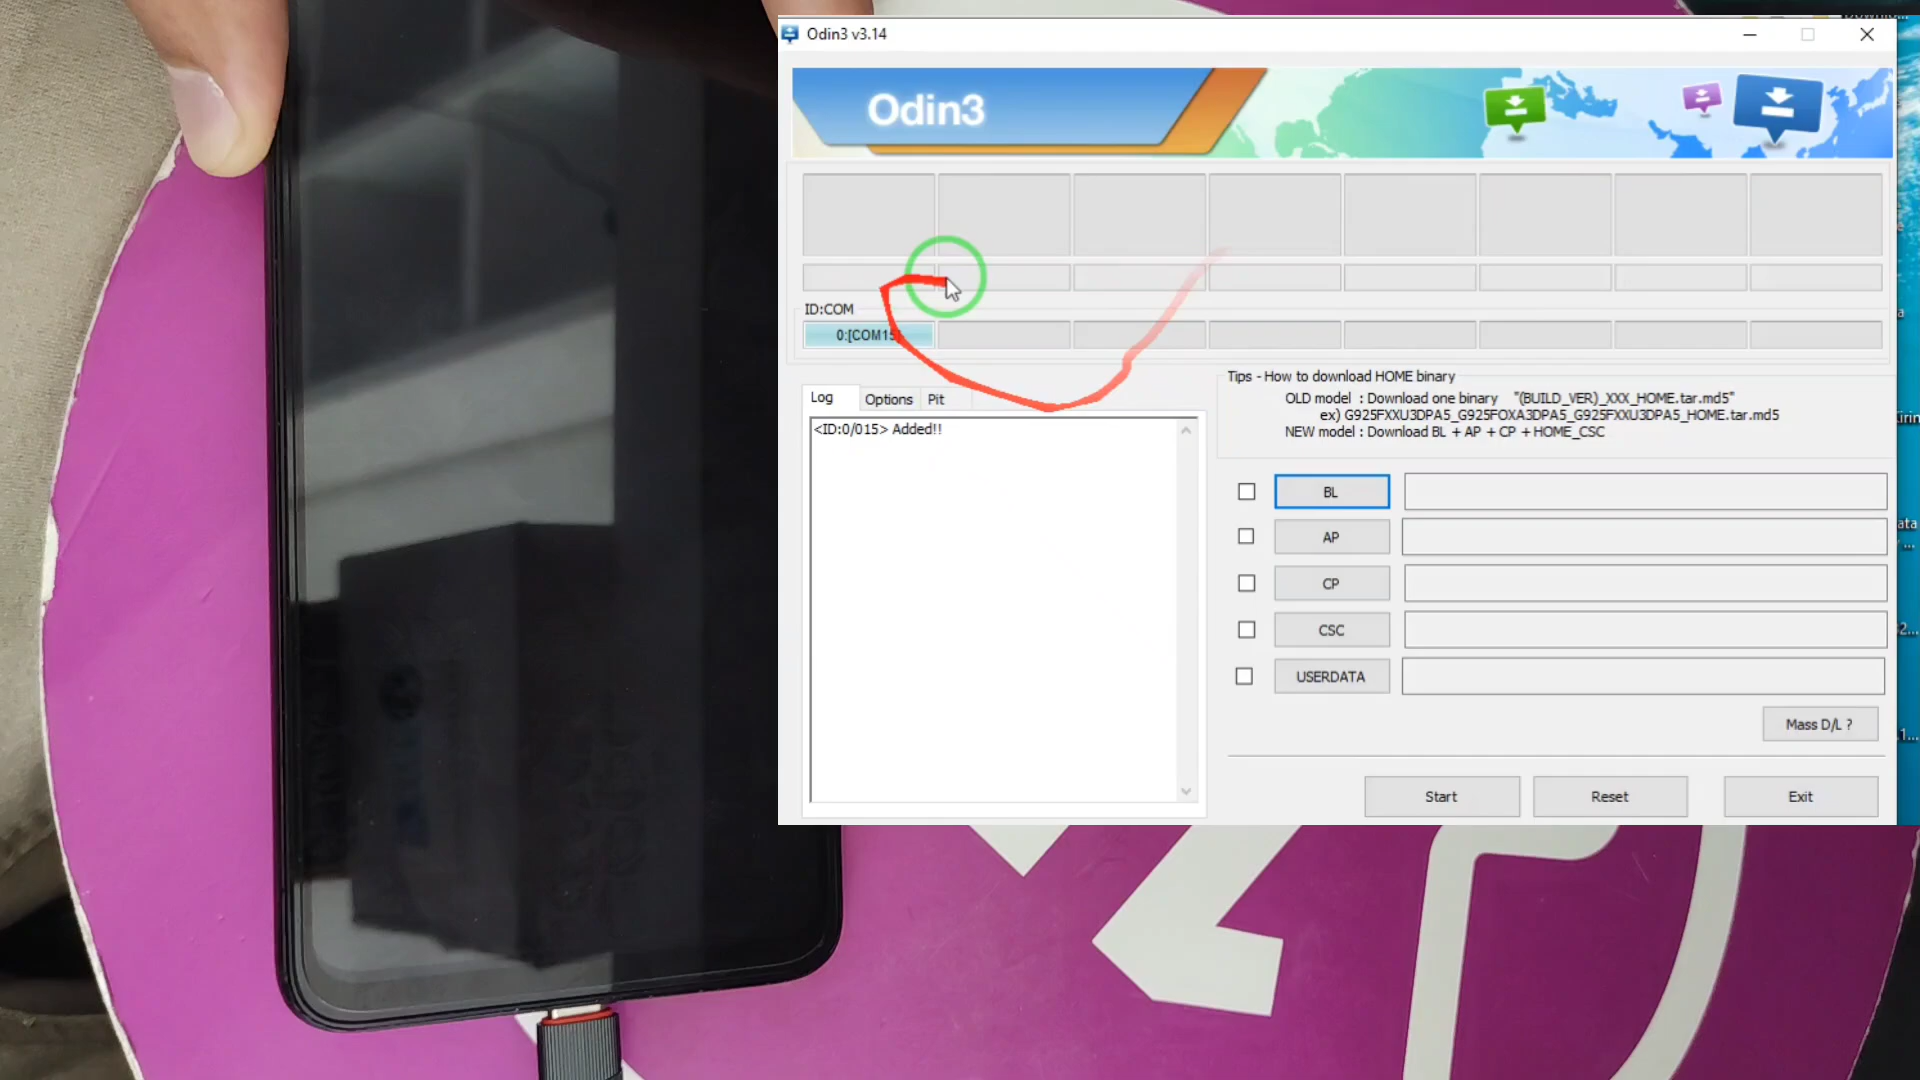 Odin3 v3.14
Odin3
ID:COM
0:[COM15]
Log
Options
Pit
<ID:0/015> Added!!
Tips - How to download HOME binary
OLD model : Download one binary "(BUILD_VER)_XXX_HOME.tar.md5"
ex) G925FXXU3DPA5_G925FOXA3DPA5_G925FXXU3DPA5_HOME.tar.md5
NEW model : Download BL + AP + CP + HOME_CSC
BL
AP
CP
CSC
USERDATA
Mass D/L ?
Start
Reset
Exit